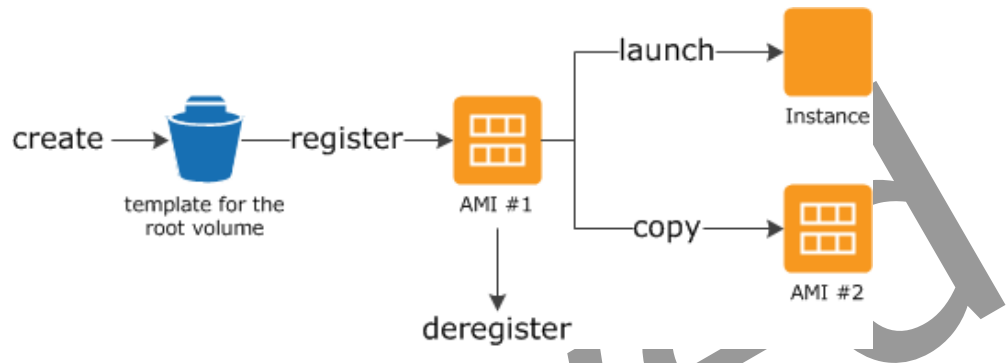 launch
Instance
create
register
template for the
root volume
AMI #1
copy
AMI #2
deregister